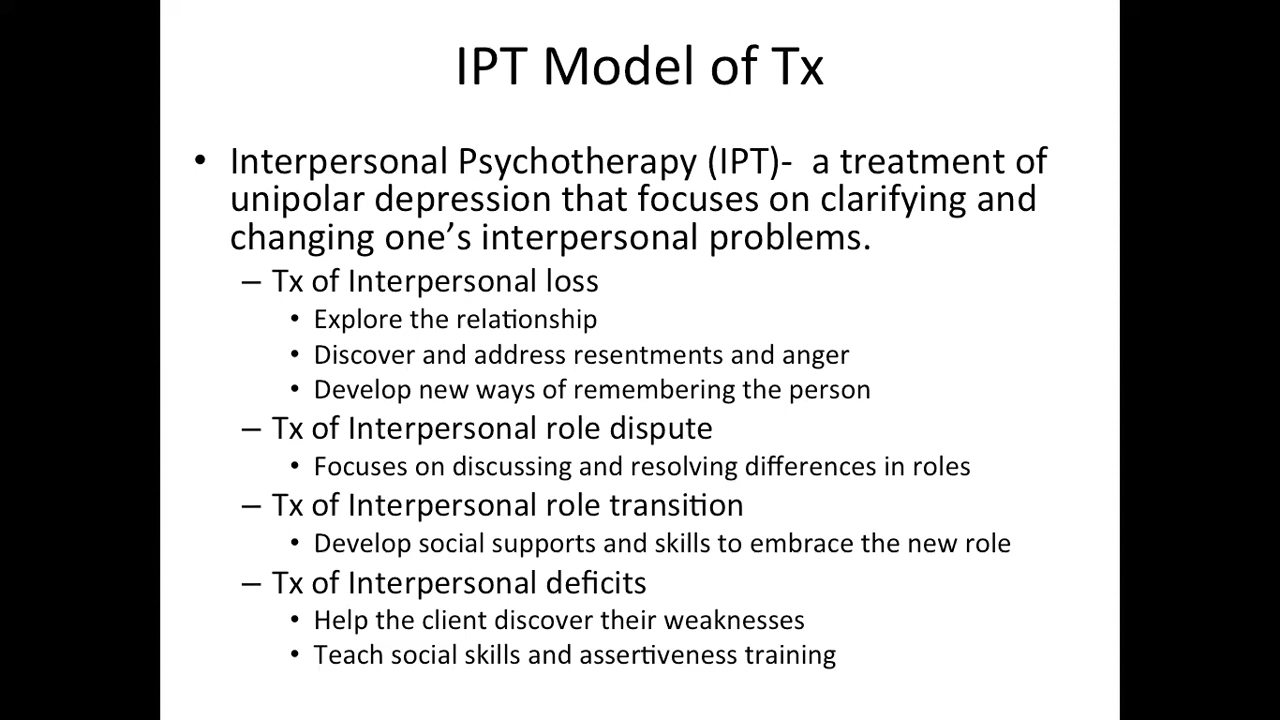 IPT Model of Tx
• Interpersonal Psychotherapy (IPT)-  a treatment of
unipolar depression that focuses on clarifying and
changing one’s interpersonal problems.
– Tx of Interpersonal loss
• Explore the relationship
• Discover and address resentments and anger
• Develop new ways of remembering the person
– Tx of Interpersonal role dispute
• Focuses on discussing and resolving differences in roles
– Tx of Interpersonal role transition
• Develop social supports and skills to embrace the new role
– Tx of Interpersonal deficits
• Help the client discover their weaknesses
• Teach social skills and assertiveness training